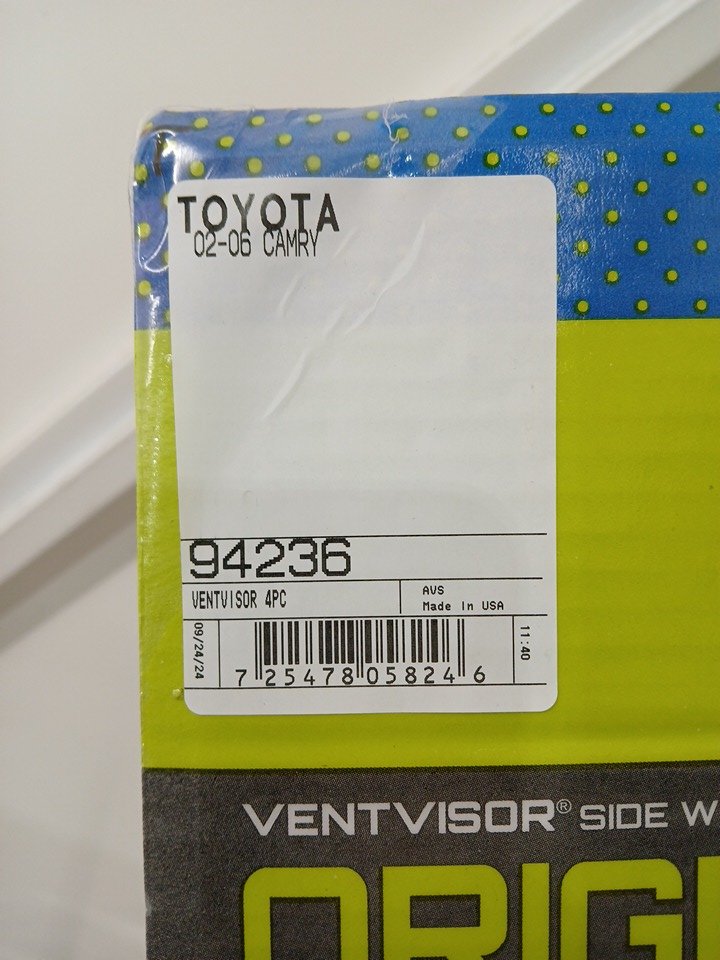 TOYOTA
02-06 CAMRY
94236
VENTVISOR 4PC
AVS
Made In USA
09/24/24
7 25478 05824 6
11:40
VENTVISOR® SIDE W
ORIG